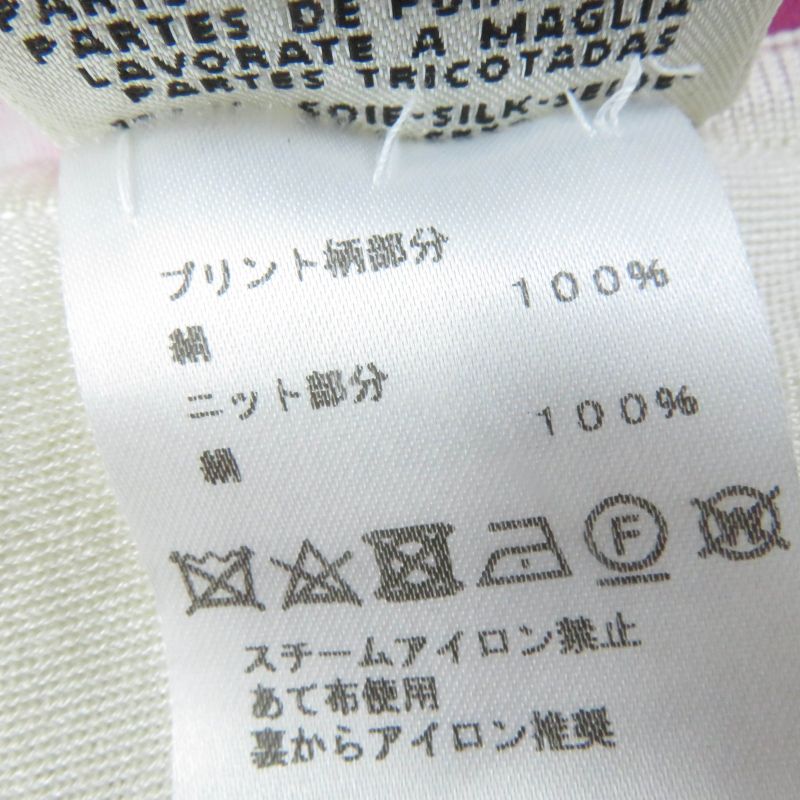 PARTES DE PUN
LAVORATE A MAGLIA
PARTES TRICOTADAS
SOIE-SILK-SEIDE-
プリント柄部分
絹 100%
ニット部分
絹 100%
F W
スチームアイロン禁止
あて布使用
裏からアイロン推奨